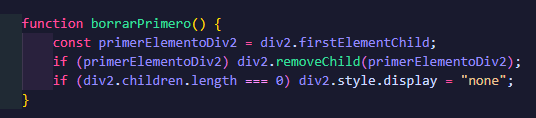 function borrarPrimero() {
    const primerElementoDiv2 = div2.firstElementChild;
    if (primerElementoDiv2) div2.removeChild(primerElementoDiv2);
    if (div2.children.length === 0) div2.style.display = "none";
}